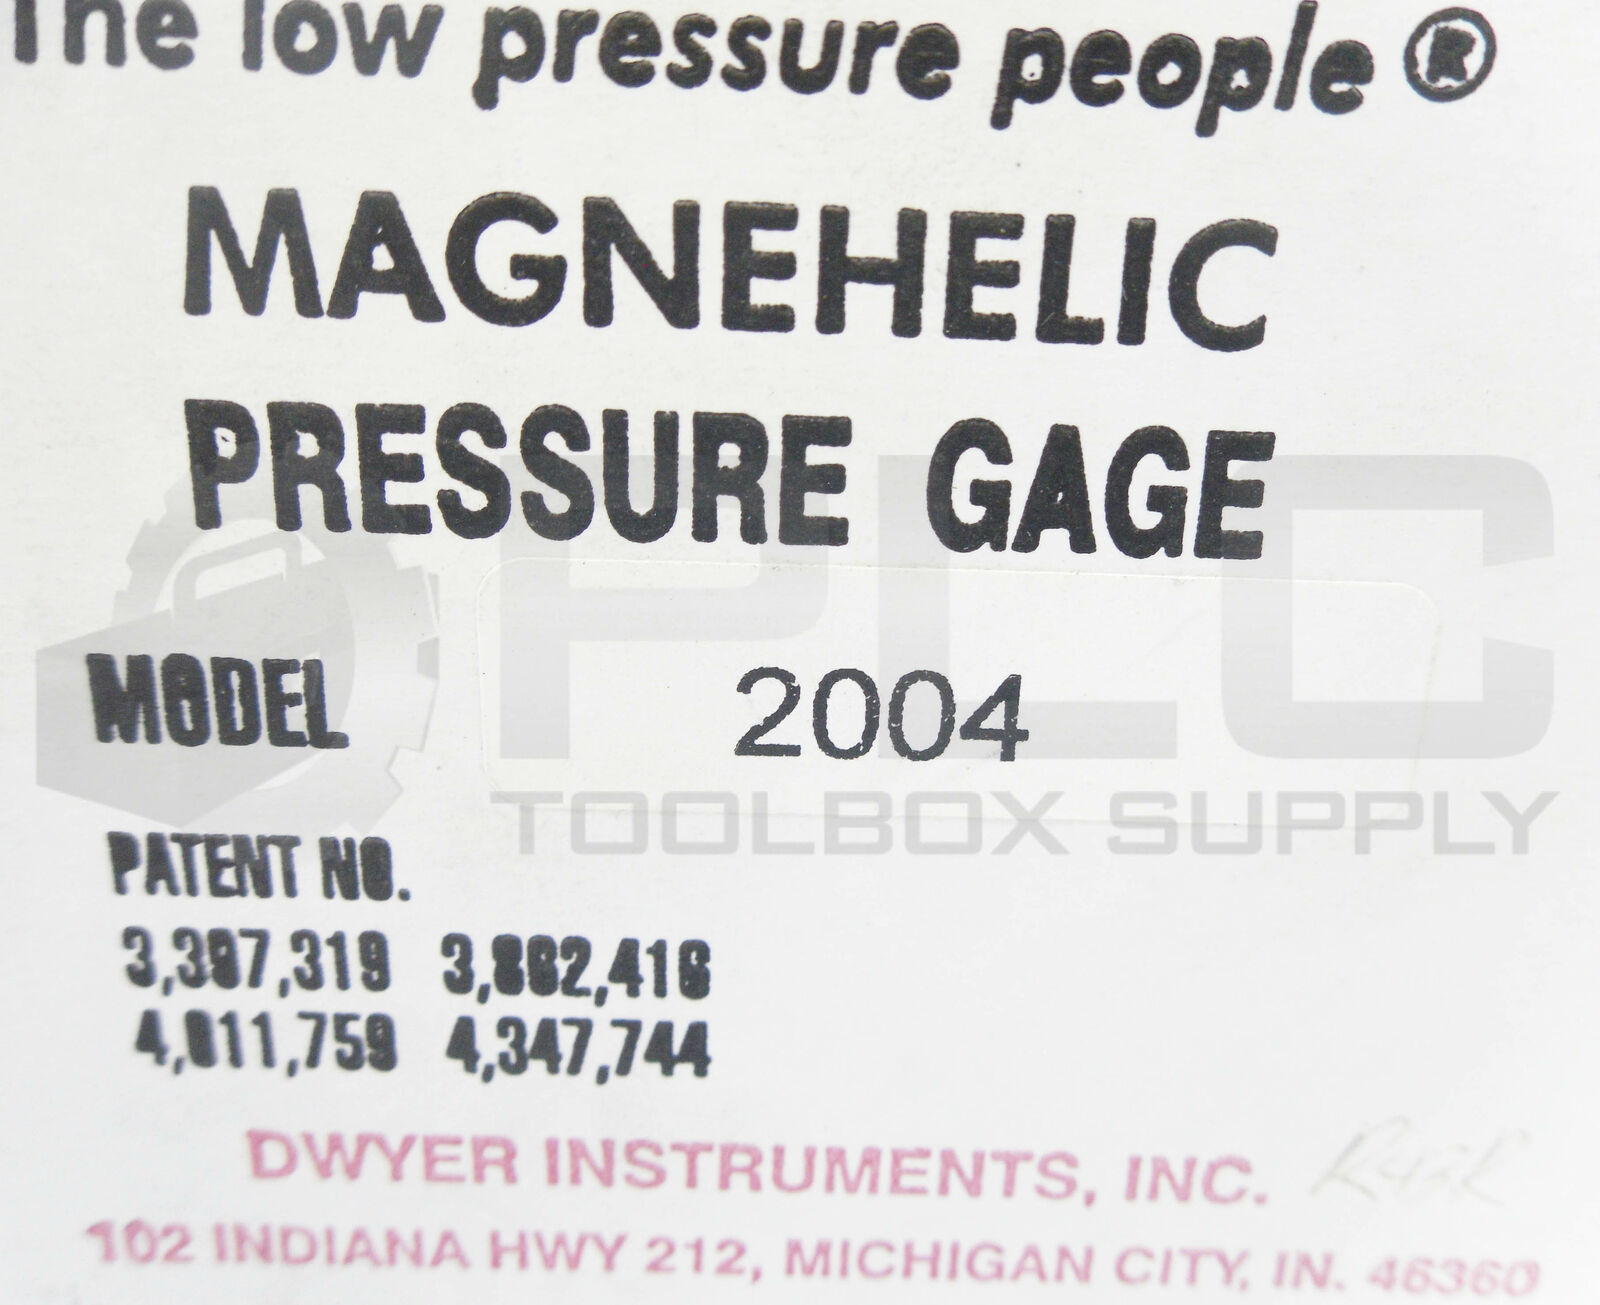 The low pressure people ®
MAGNEHELIC
PRESSURE GAGE
MODEL 2004
PLC
TOOLBOX SUPPLY
PATENT NO.
3,397,319 3,862,416
4,011,759 4,347,744
DWYER INSTRUMENTS, INC.
102 INDIANA HWY 212, MICHIGAN CITY, IN. 46360